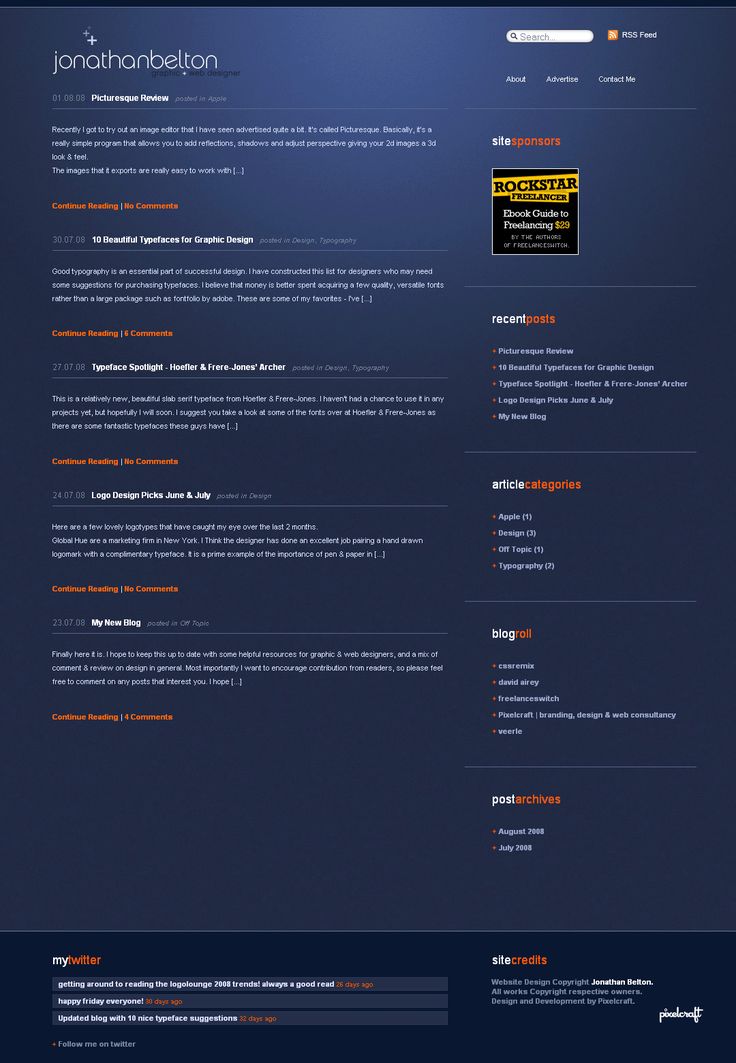 jonathanbelton
graphic + web designer
Search...
RSS Feed
About
Advertise
Contact Me
01.08.08 Picturesque Review posted in Apple
Recently I got to try out an image editor that I have seen advertised quite a bit. It's called Picturesque. Basically, it's a
really simple program that allows you to add reflections, shadows and adjust perspective giving your 2d images a 3d
look & feel.
The images that it exports are really easy to work with [...]
Continue Reading | No Comments
30.07.08 10 Beautiful Typefaces for Graphic Design posted in Design, Typography
Good typography is an essential part of successful design. I have constructed this list for designers who may need
some suggestions for purchasing typefaces. I believe that money is better spent acquiring a few quality, versatile fonts
rather than a large package such as fontfolio by adobe. These are some of my favorites - I've [...]
Continue Reading | 6 Comments
27.07.08 Typeface Spotlight - Hoefler & Frere-Jones' Archer posted in Design, Typography
This is a relatively new, beautiful slab serif typeface from Hoefler & Frere-Jones. I haven't had a chance to use it in any
projects yet, but hopefully I will soon. I suggest you take a look at some of the fonts over at Hoefler & Frere-Jones as
there are some fantastic typefaces these guys have [...]
Continue Reading | No Comments
24.07.08 Logo Design Picks June & July posted in Design
Here are a few lovely logotypes that have caught my eye over the last 2 months.
Global Hue are a marketing firm in New York. I Think the designer has done an excellent job pairing a hand drawn
logomark with a complimentary typeface. It is a prime example of the importance of pen & paper in [...]
Continue Reading | No Comments
23.07.08 My New Blog posted in Off Topic
Finally here it is. I hope to keep this up to date with some helpful resources for graphic & web designers, and a mix of
comment & review on design in general. Most importantly I want to encourage contribution from readers, so please feel
free to comment on any posts that interest you. I hope [...]
Continue Reading | 4 Comments
sitesponsors
ROCKSTAR
FREELANCER
Ebook Guide to
Freelancing $29
BY THE AUTHORS
OF FREELANCESWITCH.
recentposts
+ Picturesque Review
+ 10 Beautiful Typefaces for Graphic Design
+ Typeface Spotlight - Hoefler & Frere-Jones' Archer
+ Logo Design Picks June & July
+ My New Blog
articlecategories
+ Apple (1)
+ Design (3)
+ Off Topic (1)
+ Typography (2)
blogroll
+ cssremix
+ david airey
+ freelanceswitch
+ Pixelcraft | branding, design & web consultancy
+ veerle
postarchives
+ August 2008
+ July 2008
mytwitter
getting around to reading the logolounge 2008 trends! always a good read 26 days ago
happy friday everyone! 30 days ago
Updated blog with 10 nice typeface suggestions 32 days ago
+ Follow me on twitter
sitecredits
Website Design Copyright Jonathan Belton.
All works Copyright respective owners.
Design and Development by Pixelcraft.
pixelcraft